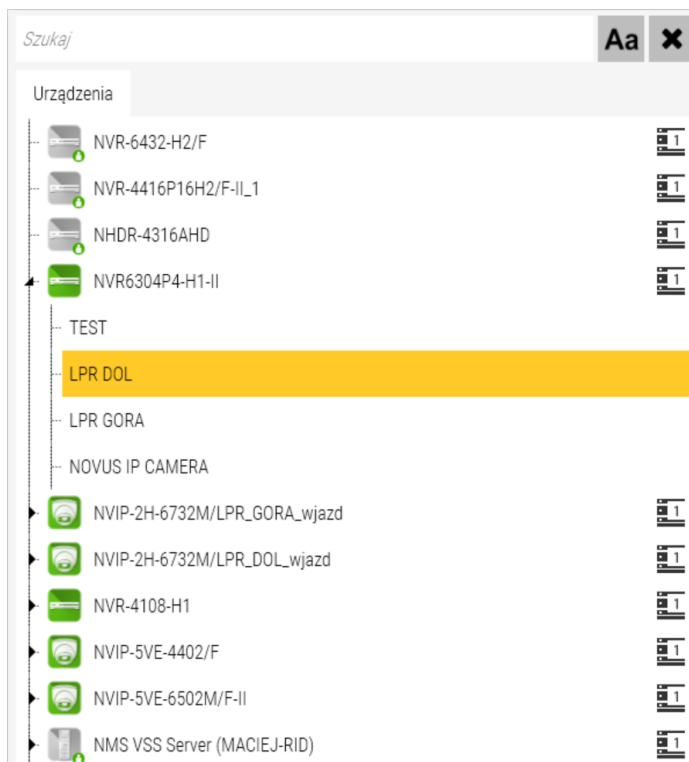 Szukaj
Aa
Urządzenia
NVR-6432-H2/F 1
NVR-4416P16H2/F-II_1 1
NHDR-4316AHD 1
NVR6304P4-H1-II 1
TEST
LPR DOL
LPR GORA
NOVUS IP CAMERA
NVIP-2H-6732M/LPR_GORA_wjazd 1
NVIP-2H-6732M/LPR_DOL_wjazd 1
NVR-4108-H1 1
NVIP-5VE-4402/F 1
NVIP-5VE-6502M/F-II 1
NMS VSS Server (MACIEJ-RID) 1